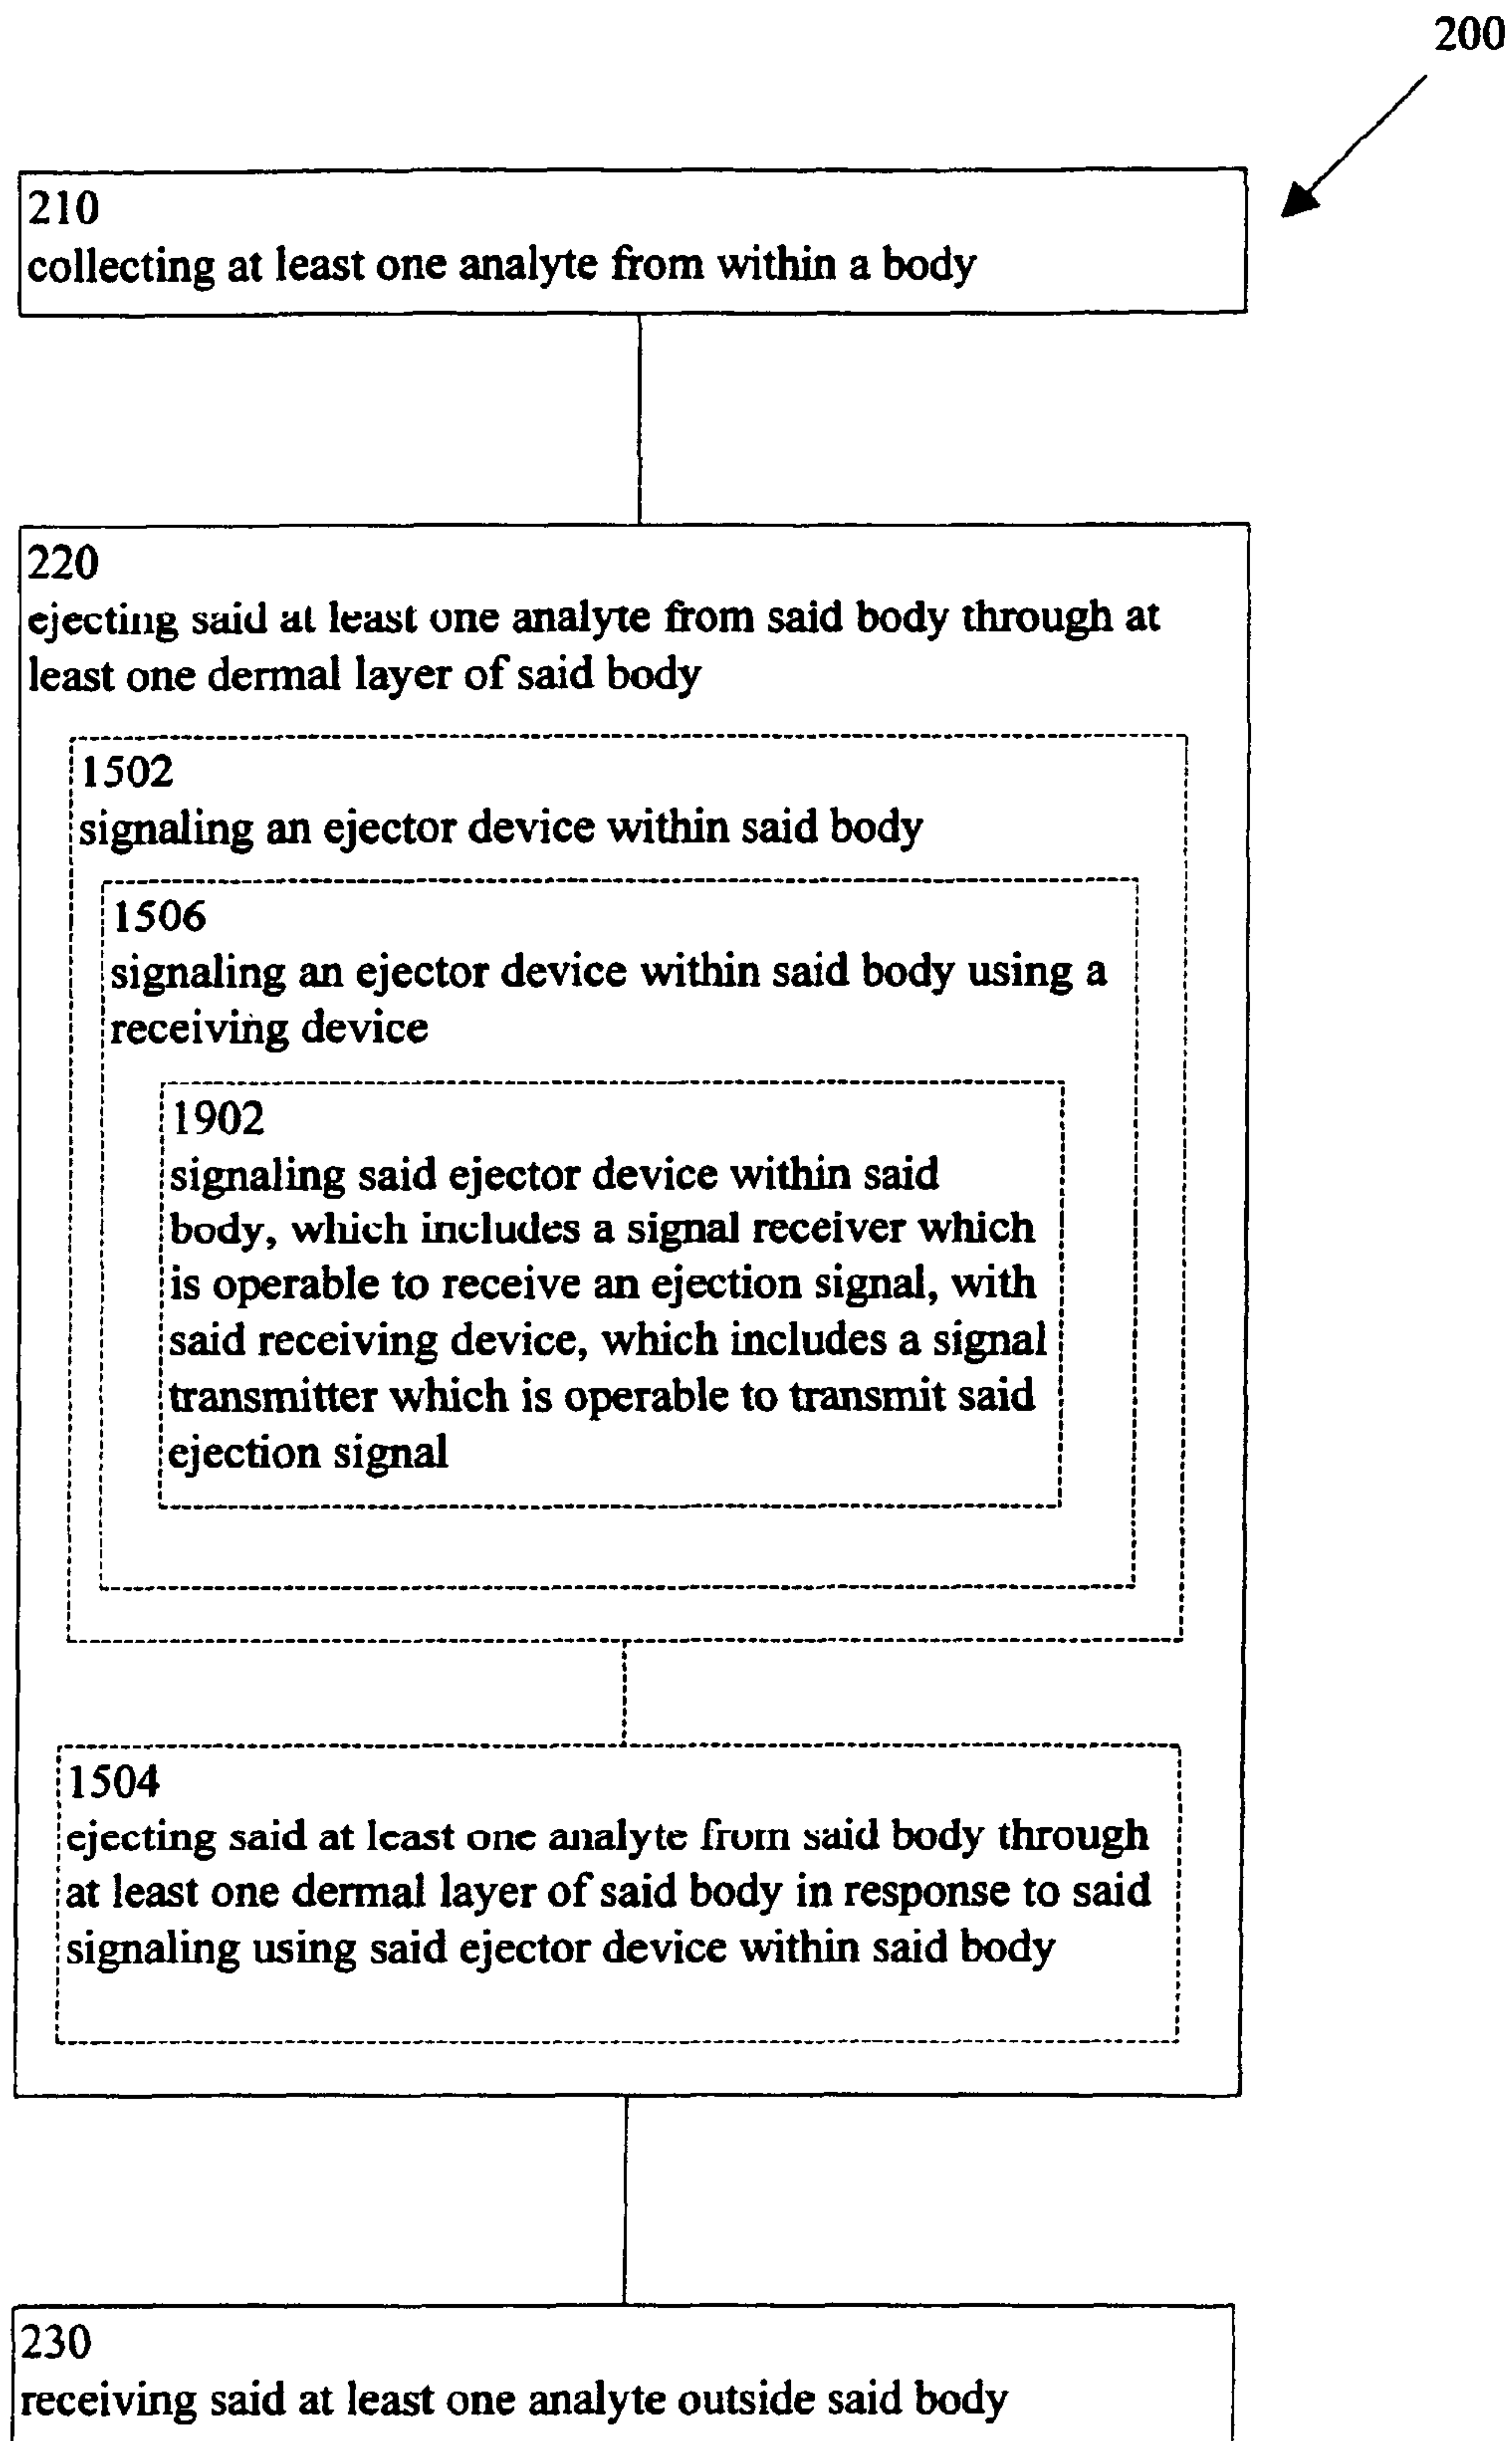 200
210
collecting at least one analyte from within a body
220
ejecting said at least one analyte from said body through at
least one dermal layer of said body
1502
signaling an ejector device within said body
1506
signaling an ejector device within said body using a
receiving device
1902
signaling said ejector device within said
body, which includes a signal receiver which
is operable to receive an ejection signal, with
said receiving device, which includes a signal
transmitter which is operable to transmit said
ejection signal
1504
ejecting said at least one analyte from said body through
at least one dermal layer of said body in response to said
signaling using said ejector device within said body
230
receiving said at least one analyte outside said body